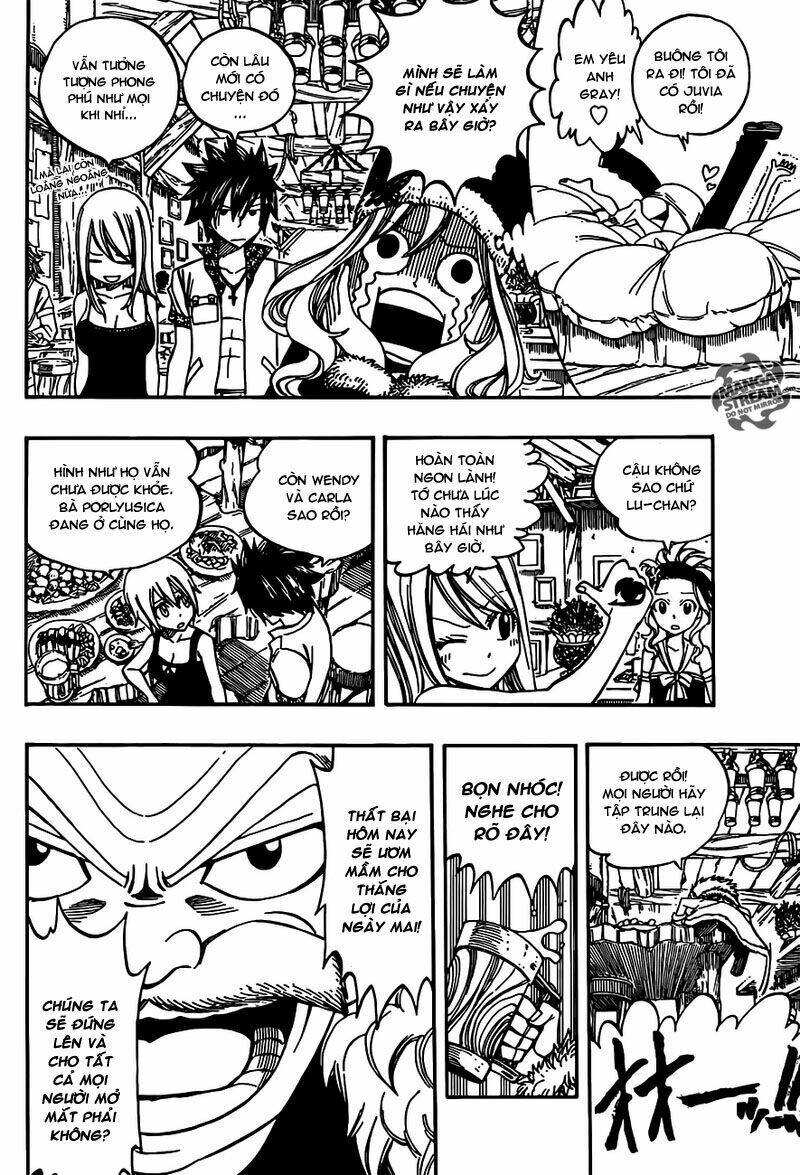 BUÔNG TÔI
RA ĐI! TÔI ĐÃ
CÓ JUVIA
RỒI!
EM YÊU
ANH
GRAY!
♡
MÌNH SẼ LÀM
GÌ NẾU CHUYỆN
NHƯ VẬY XẢY
RA BÂY GIỜ?
CÒN LÂU
MỚI CÓ
CHUYỆN ĐÓ
...
VẪN TƯỞNG
TƯỢNG PHONG
PHÚ NHƯ MỌI
KHI NHỈ...
MÀ LẠI CÒN
LOẰNG NGOẰNG
NỮA...
MANGA
STREAM.com
DO NOT MIRROR!
CẬU KHÔNG
SAO CHỨ
LU-CHAN?
HOÀN TOÀN
NGON LÀNH!
TỚ CHƯA LÚC
NÀO THẤY
HĂNG HÁI NHƯ
BÂY GIỜ.
CÒN WENDY
VÀ CARLA
SAO RỒI?
HÌNH NHƯ HỌ VẪN
CHƯA ĐƯỢC KHỎE.
BÀ PORLYUSICA
ĐANG Ở CÙNG HỌ.
ĐƯỢC RỒI!
MỌI NGƯỜI HÃY
TẬP TRUNG LẠI
ĐÂY NÀO.
BỌN NHÓC!
NGHE CHO
RÕ ĐÂY!
THẤT BẠI
HÔM NAY
SẼ ƯƠM
MẦM CHO
THẮNG
LỢI CỦA
NGÀY MAI!
CHÚNG TA
SẼ ĐỨNG
LÊN VÀ
CHO TẤT
CẢ MỌI
NGƯỜI MỞ
MẮT PHẢI
KHÔNG?